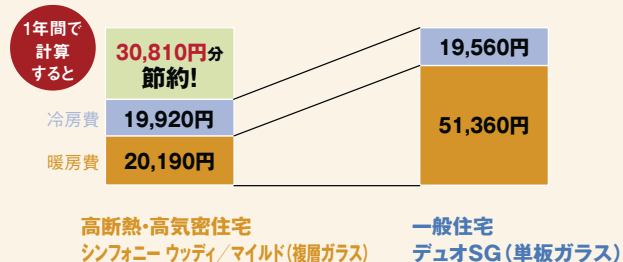 1年間で
計算
すると
30,810円分
節約!
冷房費
19,920円
暖房費
20,190円
19,560円
51,360円
高断熱・高気密住宅
シンフォニー ウッディ/マイルド(複層ガラス)
一般住宅
デュオSG(単板ガラス)